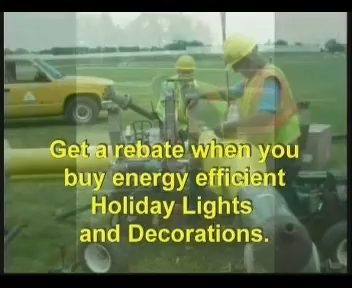 Get a rebate when you
buy energy efficient
Holiday Lights
and Decorations.